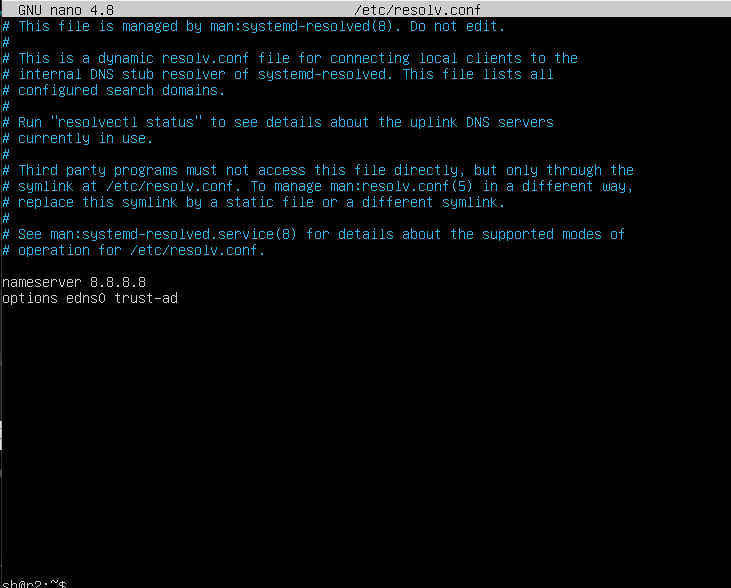 GNU nano 4.8 /etc/resolv.conf
# This file is managed by man:systemd-resolved(8). Do not edit.
#
# This is a dynamic resolv.conf file for connecting local clients to the
# internal DNS stub resolver of systemd-resolved. This file lists all
# configured search domains.
#
# Run "resolvectl status" to see details about the uplink DNS servers
# currently in use.
#
# Third party programs must not access this file directly, but only through the
# symlink at /etc/resolv.conf. To manage man:resolv.conf(5) in a different way,
# replace this symlink by a static file or a different symlink.
#
# See man:systemd-resolved.service(8) for details about the supported modes of
# operation for /etc/resolv.conf.
nameserver 8.8.8.8
options edns0 trust-ad
sh@r2:~$